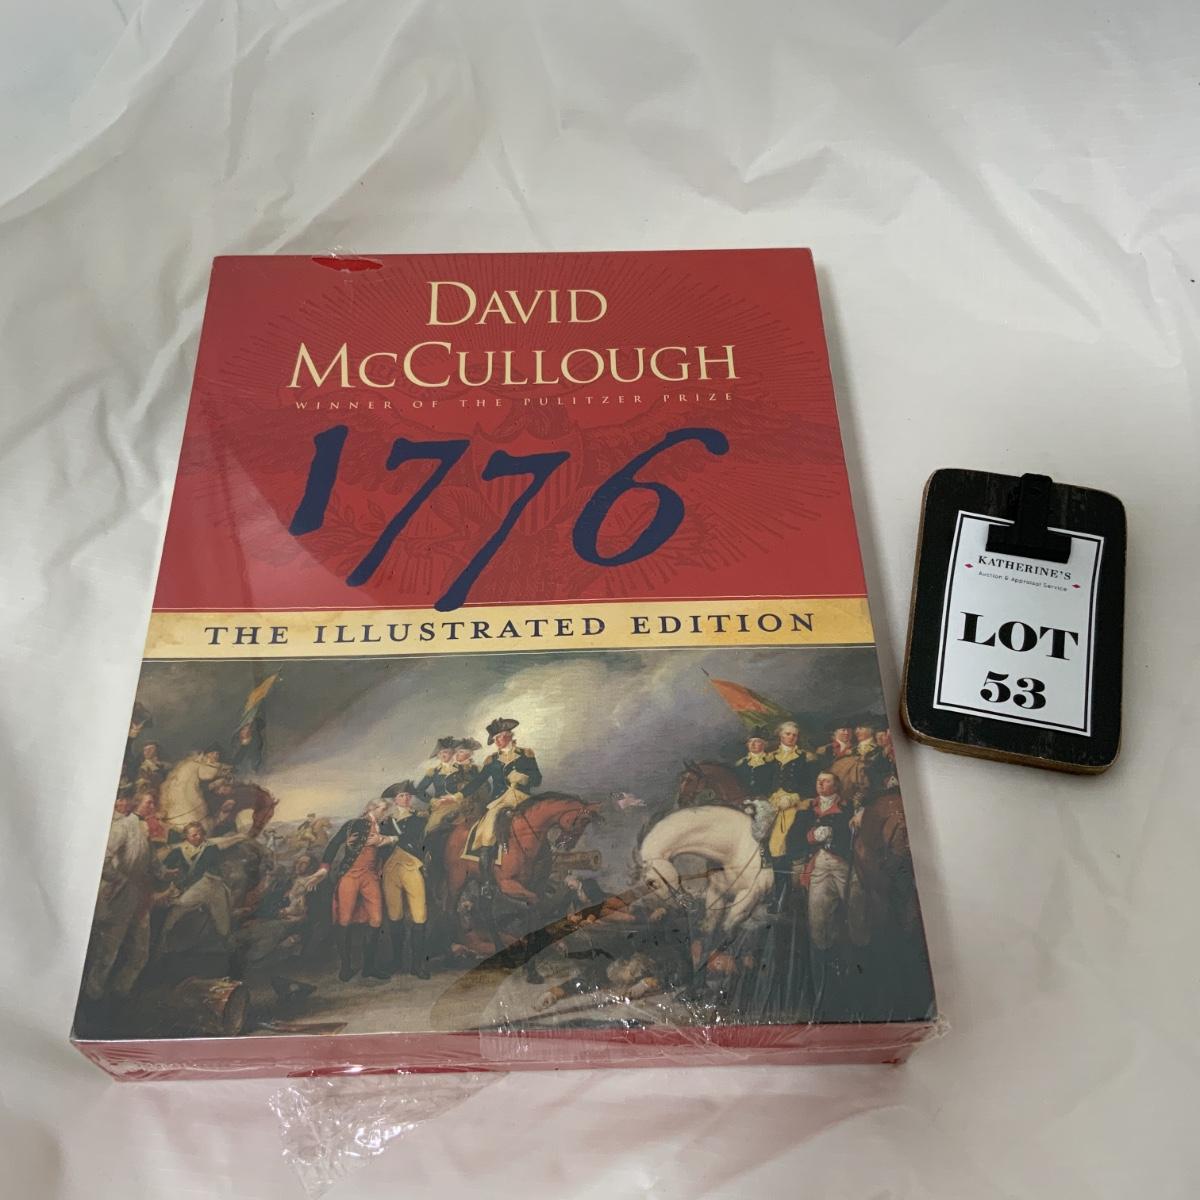 DAVID
MCCULLOUGH
WINNER OF THE PULITZER PRIZE
1776
THE ILLUSTRATED EDITION
KATHERINE'S
Auction & Appraisal Service
LOT
53